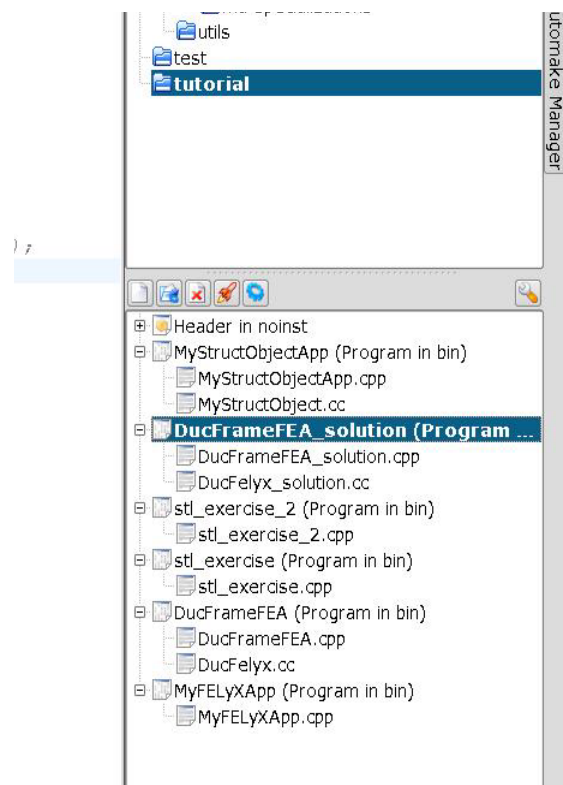 utils
test
tutorial
utomake Manager
);
Header in noinst
MyStructObjectApp (Program in bin)
MyStructObjectApp.cpp
MyStructObject.cc
DucFrameFEA_solution (Program ...
DucFrameFEA_solution.cpp
DucFelyx_solution.cc
stl_exercise_2 (Program in bin)
stl_exercise_2.cpp
stl_exercise (Program in bin)
stl_exercise.cpp
DucFrameFEA (Program in bin)
DucFrameFEA.cpp
DucFelyx.cc
MyFELyXApp (Program in bin)
MyFELyXApp.cpp